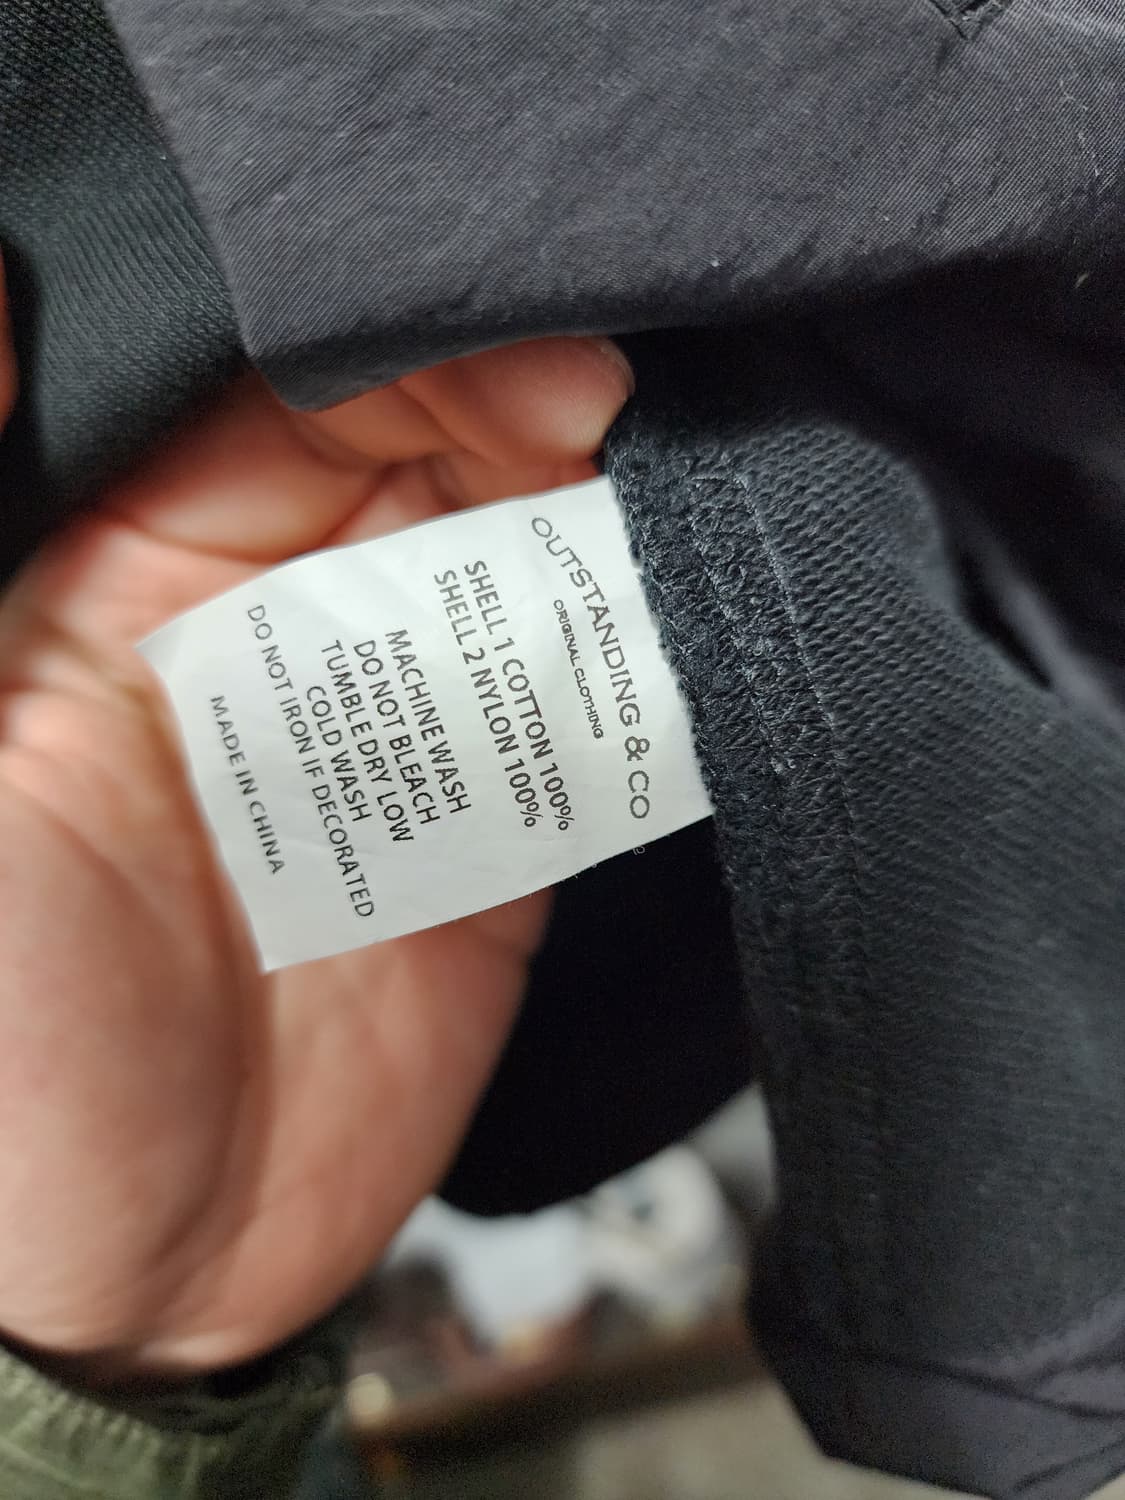 OUTSTANDING & CO
ORIGINAL CLOTHING
SHELL 1 COTTON 100%
SHELL 2 NYLON 100%
MACHINE WASH
DO NOT BLEACH
TUMBLE DRY LOW
COLD WASH
DO NOT IRON IF DECORATED
MADE IN CHINA